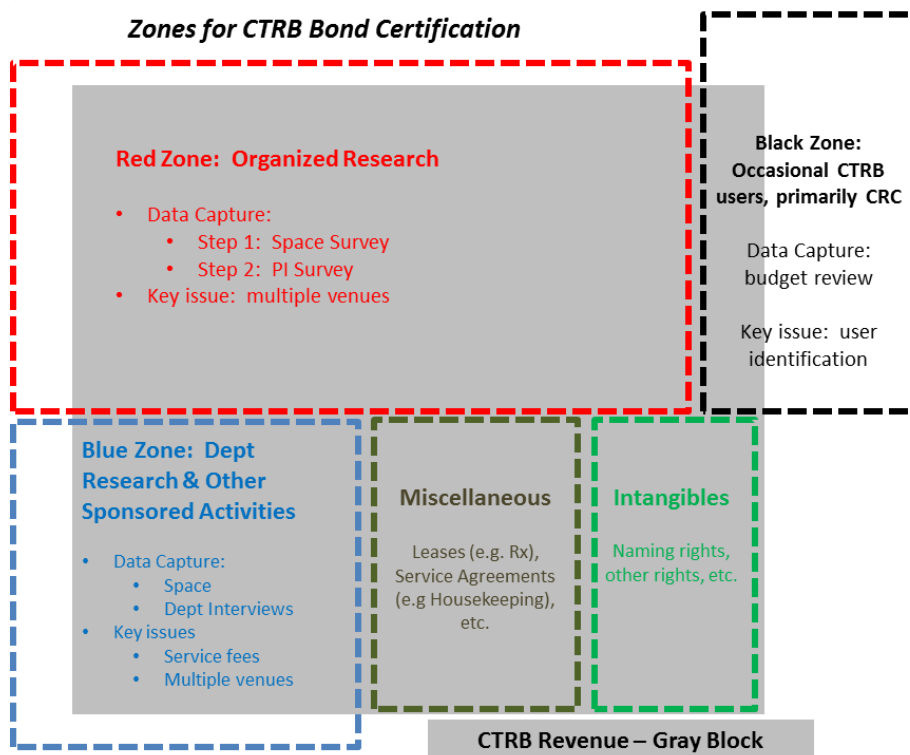 Zones for CTRB Bond Certification
Red Zone:  Organized Research
• Data Capture:
• Step 1:  Space Survey
• Step 2:  PI Survey
• Key issue:  multiple venues
Black Zone:
Occasional CTRB
users, primarily CRC
Data Capture:
budget review
Key issue:  user
identification
Blue Zone:  Dept
Research & Other
Sponsored Activities
• Data Capture:
• Space
• Dept Interviews
• Key issues
• Service fees
• Multiple venues
Miscellaneous
Leases (e.g. Rx),
Service Agreements
(e.g Housekeeping),
etc.
Intangibles
Naming rights,
other rights, etc.
CTRB Revenue – Gray Block